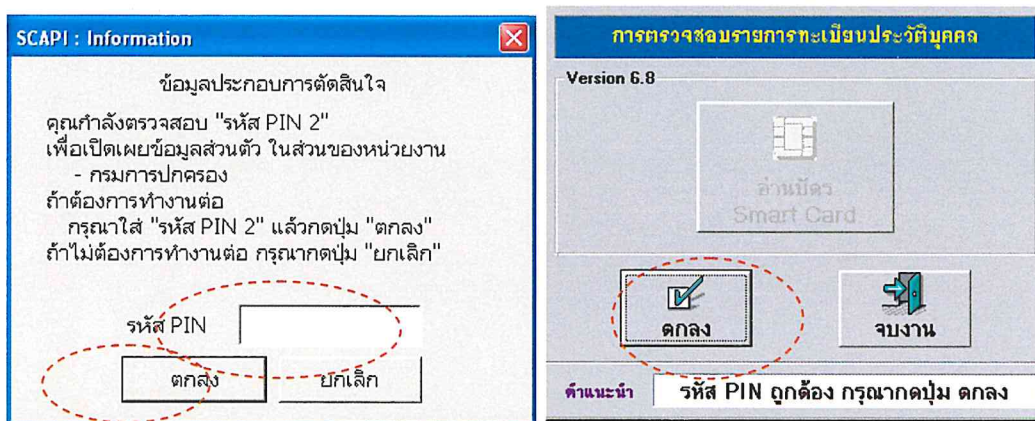 SCAPI : Information
ข้อมูลประกอบการตัดสินใจ
คุณกำลังตรวจสอบ "รหัส PIN 2"
เพื่อเปิดเผยข้อมูลส่วนตัว ในส่วนของหน่วยงาน
- กรมการปกครอง
ถ้าต้องการทำงานต่อ
กรุณาใส่ "รหัส PIN 2" แล้วกดปุ่ม "ตกลง"
ถ้าไม่ต้องการทำงานต่อ กรุณากดปุ่ม "ยกเลิก"
รหัส PIN
ตกลง ยกเลิก
การตรวจสอบรายการทะเบียนประวัติบุคคล
Version 6.8
อ่านบัตร
Smart Card
ตกลง จบงาน
คำแนะนำ รหัส PIN ถูกต้อง กรุณากดปุ่ม ตกลง